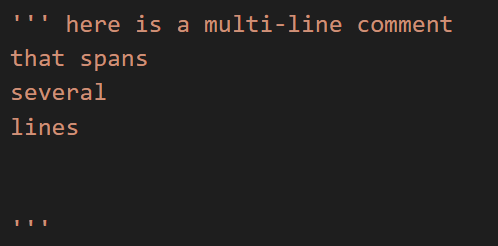 ''' here is a multi-line comment
that spans
several
lines
'''